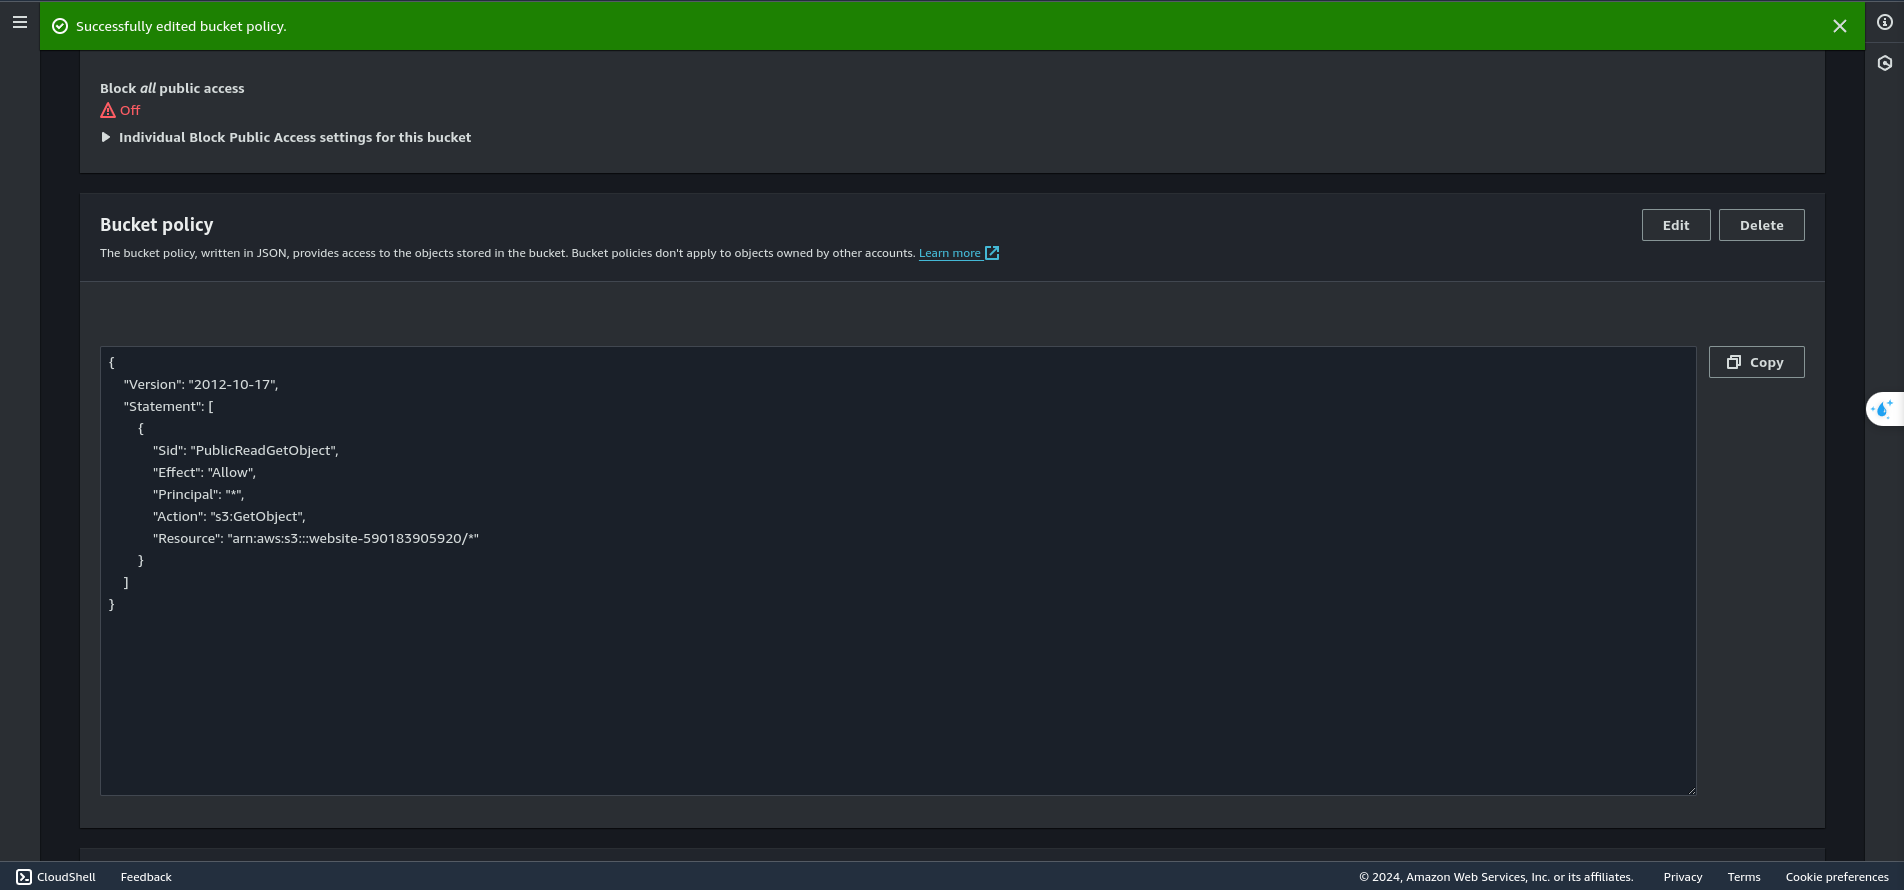 Successfully edited bucket policy.
Block all public access
Off
Individual Block Public Access settings for this bucket
Bucket policy
Edit
Delete
The bucket policy, written in JSON, provides access to the objects stored in the bucket. Bucket policies don't apply to objects owned by other accounts. Learn more
Copy
{
"Version": "2012-10-17",
"Statement": [
{
"Sid": "PublicReadGetObject",
"Effect": "Allow",
"Principal": "*",
"Action": "s3:GetObject",
"Resource": "arn:aws:s3:::website-590183905920/*"
}
]
}
CloudShell
Feedback
© 2024, Amazon Web Services, Inc. or its affiliates.
Privacy
Terms
Cookie preferences